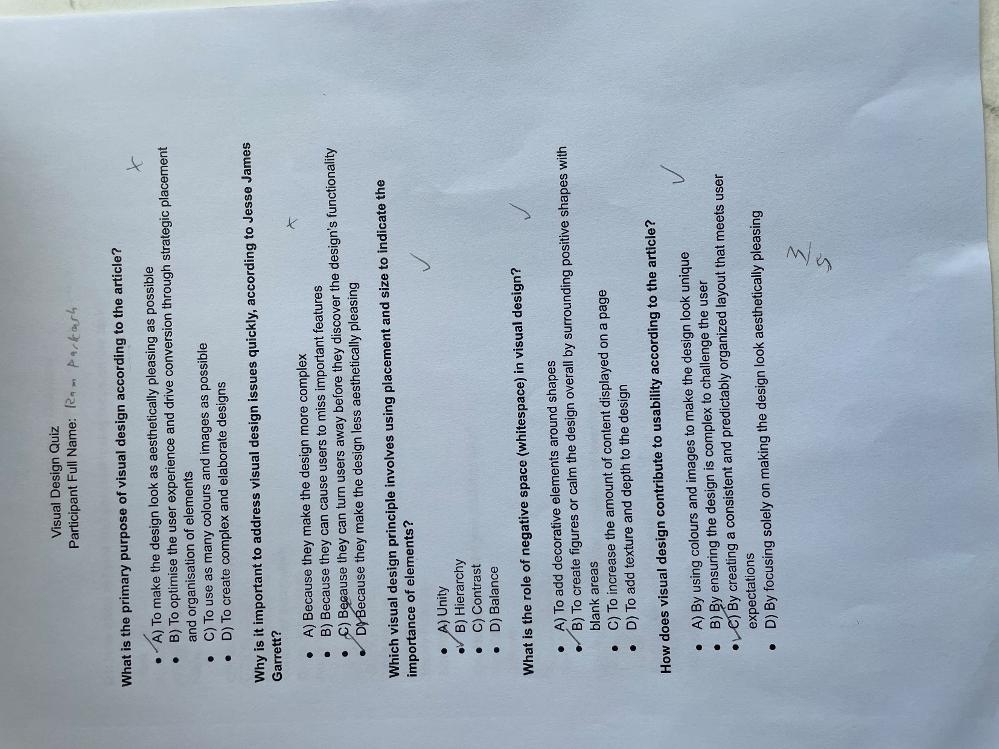 Visual Design Quiz
Participant Full Name: Ram Parkash
What is the primary purpose of visual design according to the article?
A) To make the design look as aesthetically pleasing as possible
B) To optimise the user experience and drive conversion through strategic placement
and organisation of elements
C) To use as many colours and images as possible
D) To create complex and elaborate designs
Why is it important to address visual design issues quickly, according to Jesse James
Garrett?
A) Because they make the design more complex
B) Because they can cause users to miss important features
C) Because they can turn users away before they discover the design's functionality
D) Because they make the design less aesthetically pleasing
Which visual design principle involves using placement and size to indicate the
importance of elements?
A) Unity
B) Hierarchy
C) Contrast
D) Balance
What is the role of negative space (whitespace) in visual design?
A) To add decorative elements around shapes
B) To create figures or calm the design overall by surrounding positive shapes with
blank areas
C) To increase the amount of content displayed on a page
D) To add texture and depth to the design
How does visual design contribute to usability according to the article?
A) By using colours and images to make the design look unique
B) By ensuring the design is complex to challenge the user
C) By creating a consistent and predictably organized layout that meets user
expectations
D) By focusing solely on making the design look aesthetically pleasing
3/5